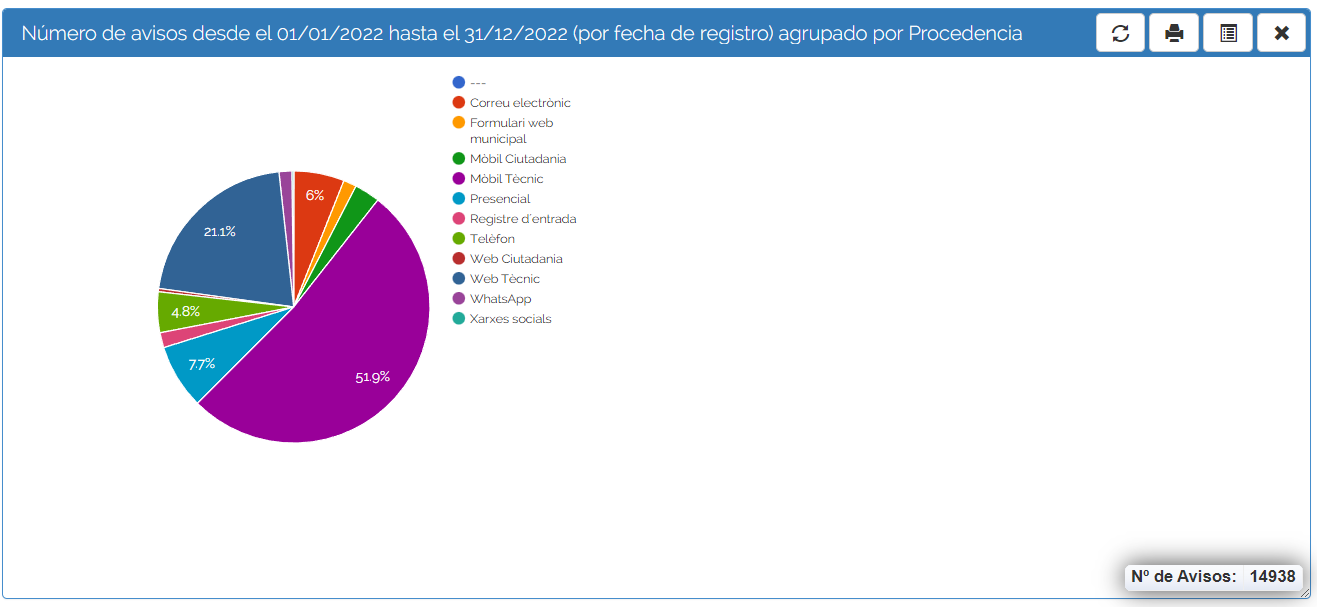 Número de avisos desde el 01/01/2022 hasta el 31/12/2022 (por fecha de registro) agrupado por Procedencia
---
Correu electrònic
Formulari web
municipal
Mòbil Ciutadania
Mòbil Tècnic
Presencial
Registre d'entrada
Telèfon
Web Ciutadania
Web Tècnic
WhatsApp
Xarxes socials
6%
21.1%
4.8%
7.7%
51.9%
Nº de Avisos: 14938